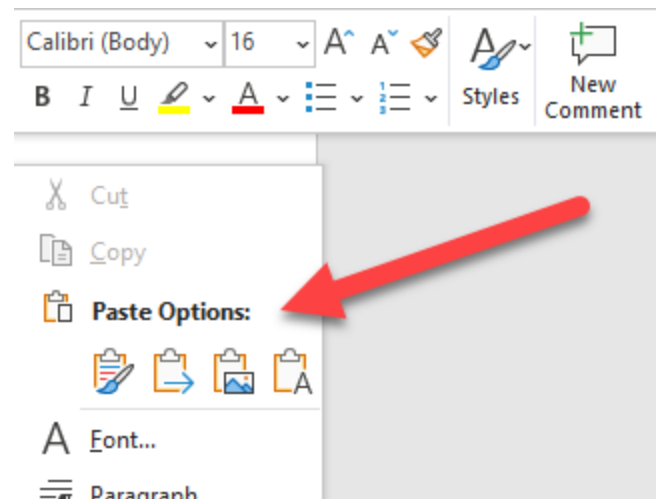 Calibri (Body) 16
B I U A Styles New
Comment
Cut
Copy
Paste Options:
Font...
Paragraph